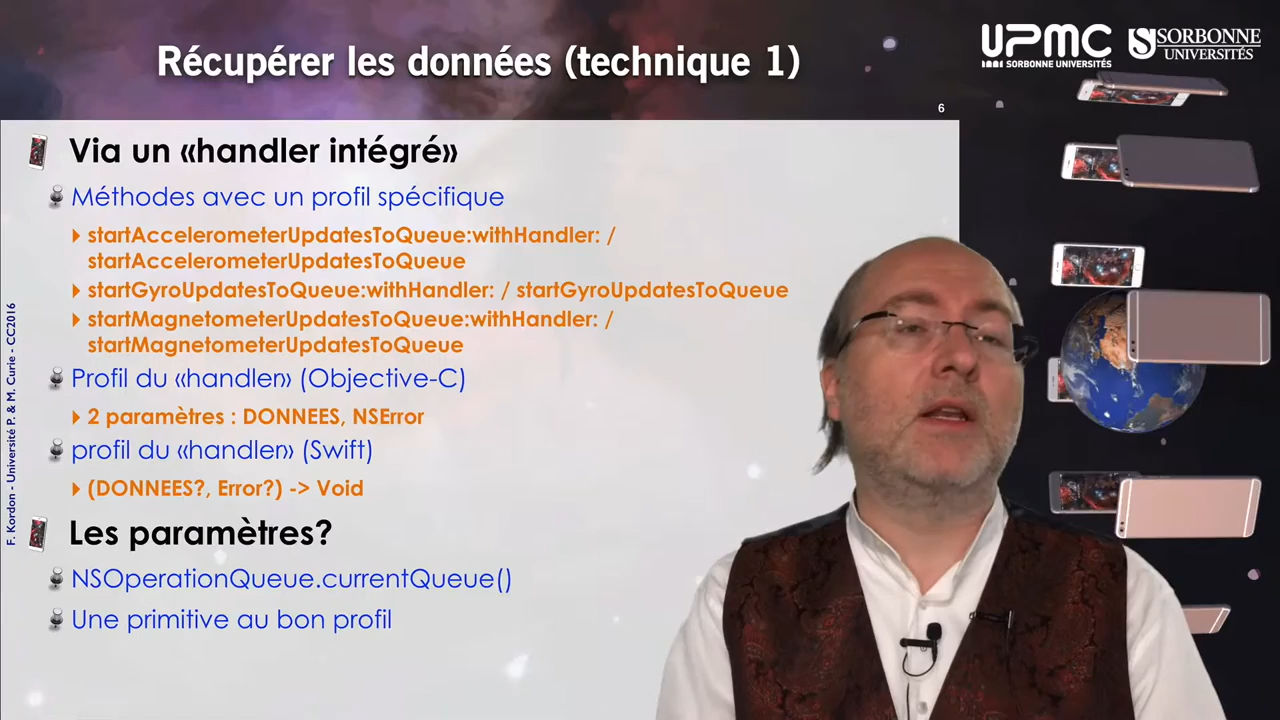 Récupérer les données (technique 1)
UPMC
SORBONNE UNIVERSITÉS
SORBONNE
UNIVERSITÉS
6
Via un «handler intégré»
Méthodes avec un profil spécifique
startAccelerometerUpdatesToQueue:withHandler: /
startAccelerometerUpdatesToQueue
startGyroUpdatesToQueue:withHandler: / startGyroUpdatesToQueue
startMagnetometerUpdatesToQueue:withHandler: /
startMagnetometerUpdatesToQueue
Profil du «handler» (Objective-C)
2 paramètres : DONNEES, NSError
profil du «handler» (Swift)
(DONNEES?, Error?) -> Void
Les paramètres?
NSOperationQueue.currentQueue()
Une primitive au bon profil
F. Kordon - Université P. & M. Curie - CC2016